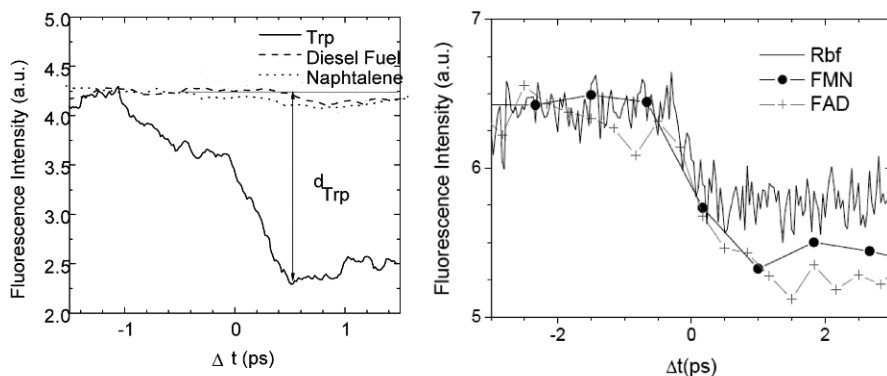 5.0
4.5
4.0
3.5
3.0
2.5
2.0
Fluorescence Intensity (a.u.)
Trp
Diesel Fuel
Naphtalene
d Trp
-1
0
1
Δ t (ps)
7
6
5
Fluorescence Intensity (a.u.)
Rbf
FMN
FAD
-2
0
2
Δt(ps)